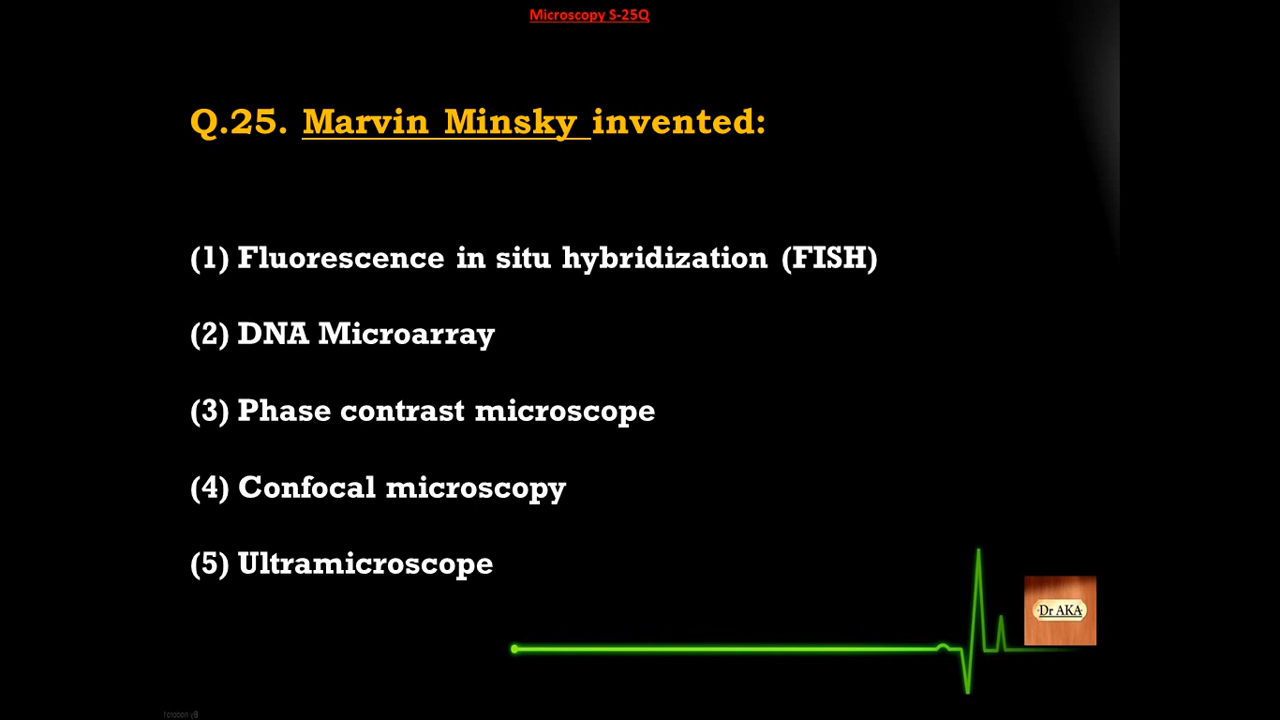 Microscopy S-25Q
Q.25. Marvin Minsky invented:
(1) Fluorescence in situ hybridization (FISH)
(2) DNA Microarray
(3) Phase contrast microscope
(4) Confocal microscopy
(5) Ultramicroscope
Dr AKA